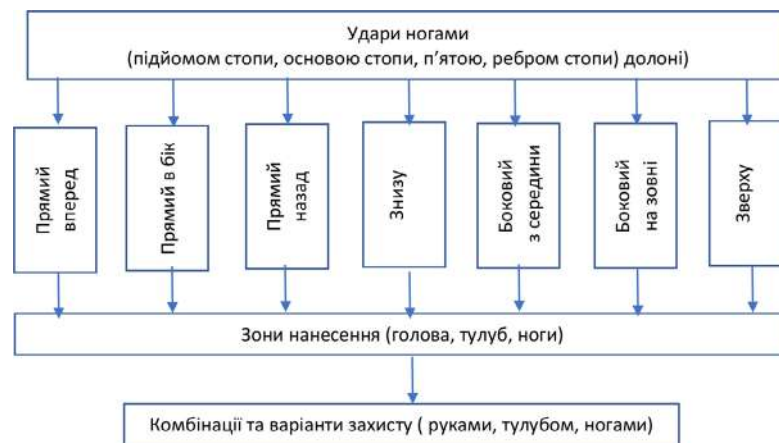 Удари ногами
(підйомом стопи, основою стопи, п'ятою, ребром стопи) долоні)
Прямий
вперед
Прямий в бік
Прямий
назад
Знизу
Боковий
з середини
Боковий
на зовні
Зверху
Зони нанесення (голова, тулуб, ноги)
Комбінації та варіанти захисту ( руками, тулубом, ногами)